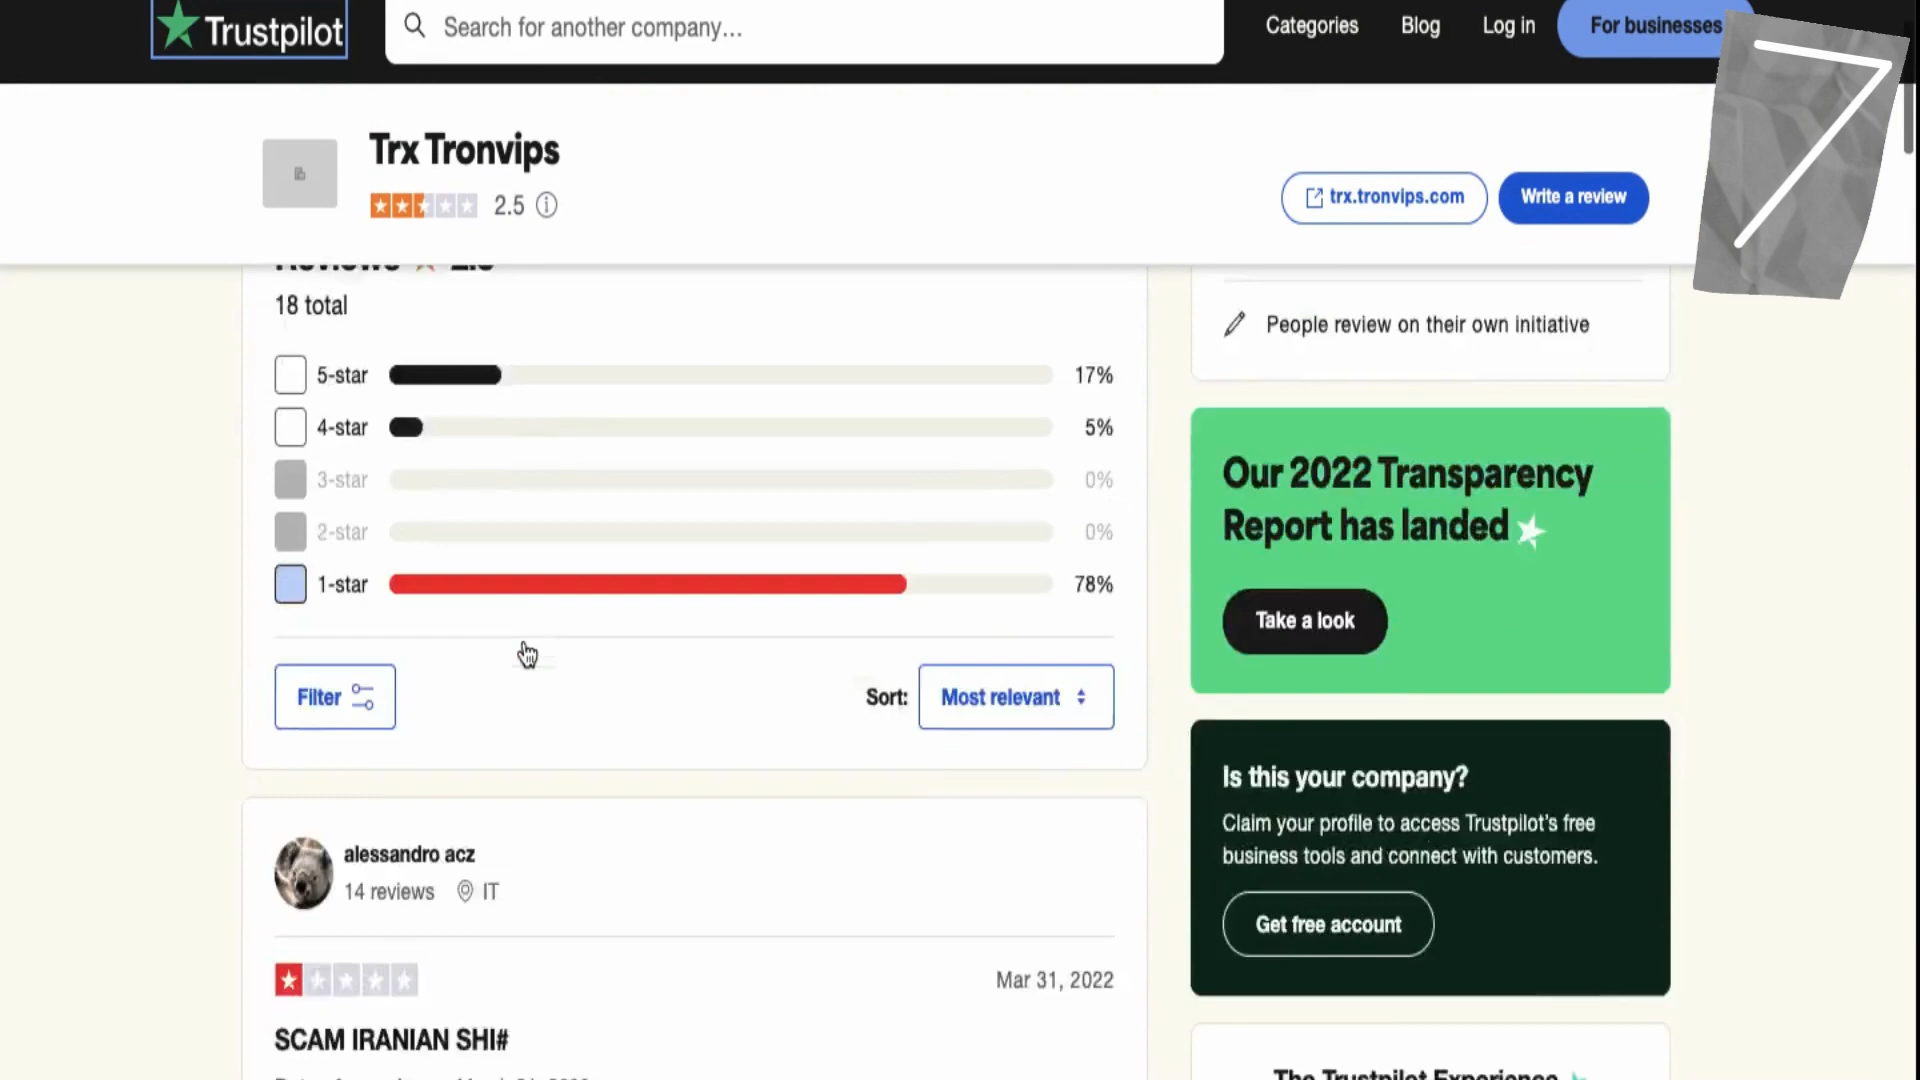 Trustpilot
Search for another company...
Categories
Blog
Log in
For businesses
Trx Tronvips
2.5
trx.tronvips.com
Write a review
18 total
5-star 17%
4-star 5%
3-star 0%
2-star 0%
1-star 78%
Filter
Sort: Most relevant
alessandro acz
14 reviews IT
Mar 31, 2022
SCAM IRANIAN SHI#
People review on their own initiative
Our 2022 Transparency
Report has landed
Take a look
Is this your company?
Claim your profile to access Trustpilot's free
business tools and connect with customers.
Get free account
The Trustpilot Experience